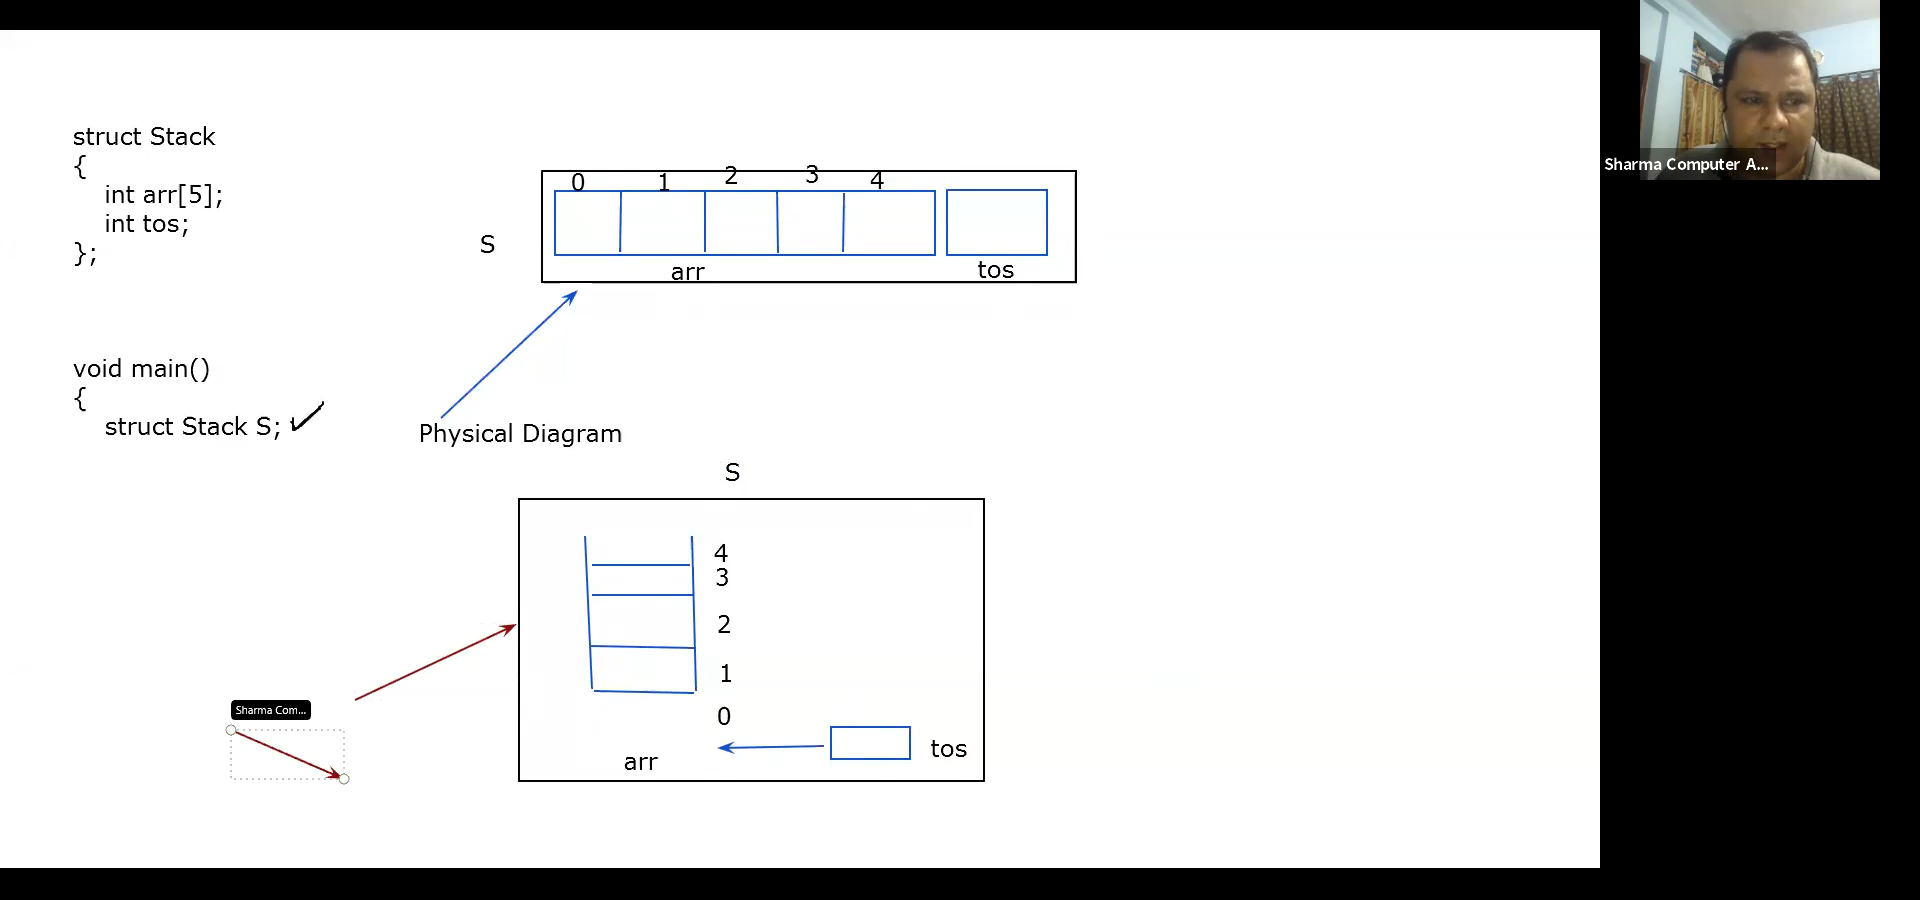 struct Stack
{
int arr[5];
int tos;
};
void main()
{
struct Stack S;
S
0 1 2 3 4
arr
tos
Physical Diagram
S
4
3
2
1
0
arr
tos
Sharma Com...
Sharma Computer A...